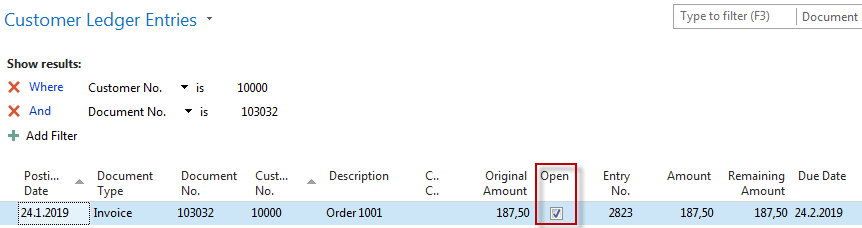 Customer Ledger Entries
Type to filter (F3) Document
Show results:
Where Customer No. is 10000
And Document No. is 103032
Add Filter
Posti... Document Document Cust... Description C.. Original Open Entry Amount Remaining Due Date
Date Type No. No. C.. Amount No. Amount
24.1.2019 Invoice 103032 10000 Order 1001 187,50 2823 187,50 187,50 24.2.2019